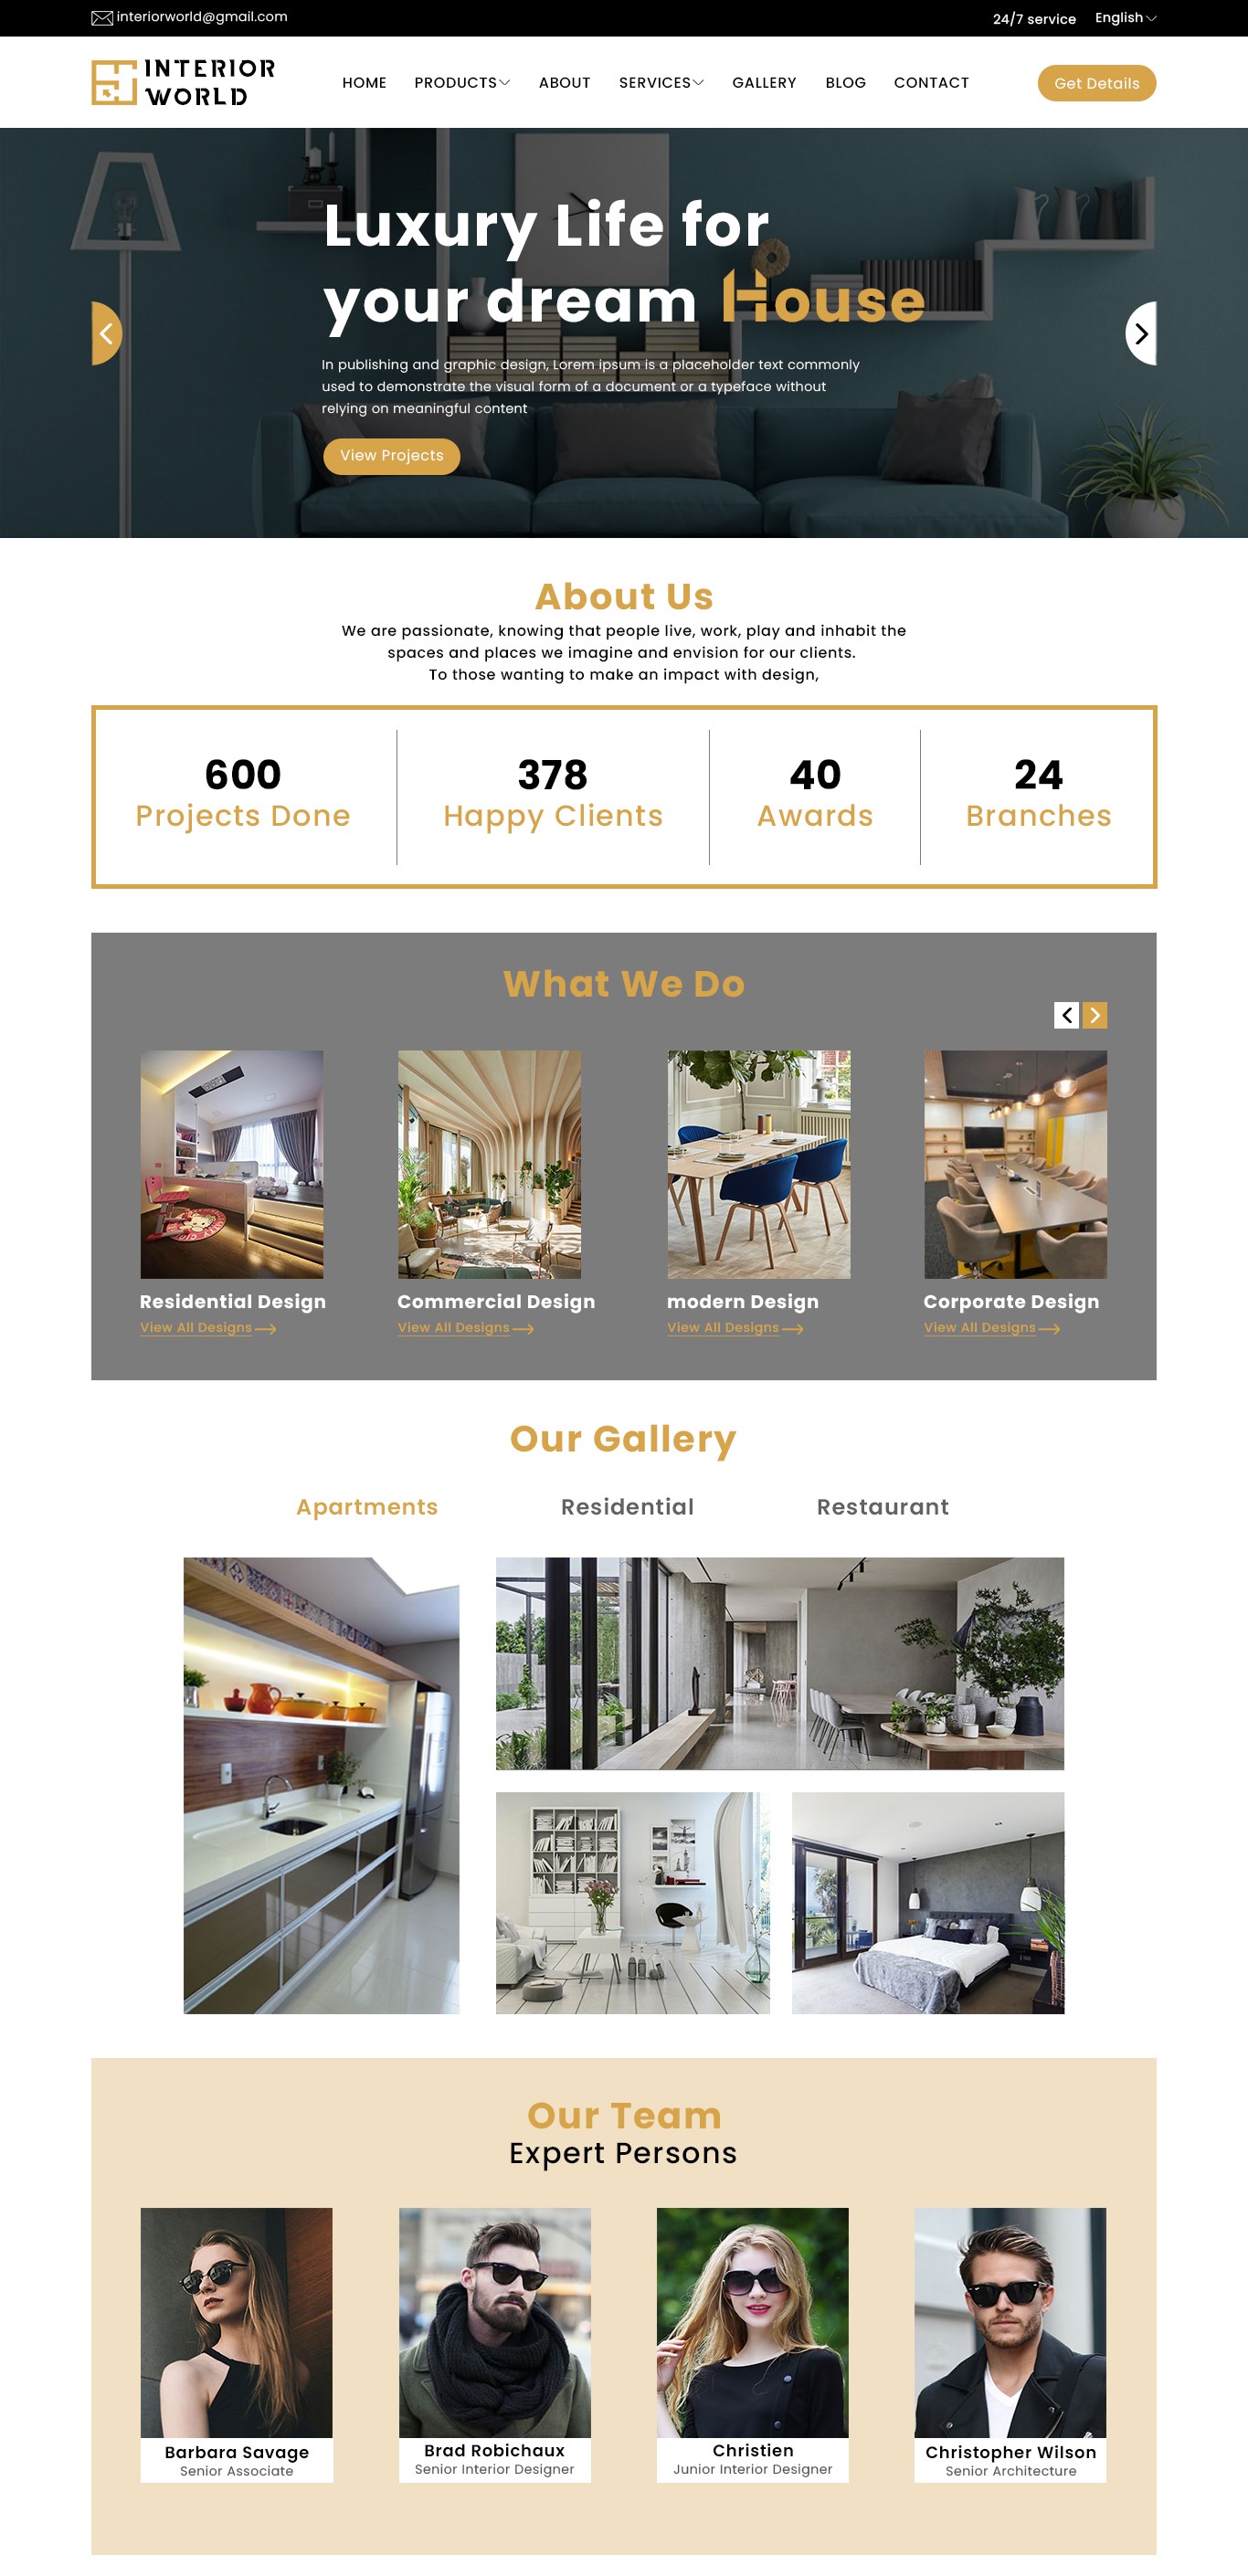 interiorworld@gmail.com
24/7 service English
INTERIOR
WORLD
HOME PRODUCTS ABOUT SERVICES GALLERY BLOG CONTACT
Get Details
Luxury Life for
your dream House
In publishing and graphic design, Lorem ipsum is a placeholder text commonly
used to demonstrate the visual form of a document or a typeface without
relying on meaningful content
View Projects
About Us
We are passionate, knowing that people live, work, play and inhabit the
spaces and places we imagine and envision for our clients.
To those wanting to make an impact with design,
600
Projects Done
378
Happy Clients
40
Awards
24
Branches
What We Do
Residential Design
View All Designs
Commercial Design
View All Designs
modern Design
View All Designs
Corporate Design
View All Designs
Our Gallery
Apartments Residential Restaurant
Our Team
Expert Persons
Barbara Savage
Senior Associate
Brad Robichaux
Senior Interior Designer
Christien
Junior Interior Designer
Christopher Wilson
Senior Architecture